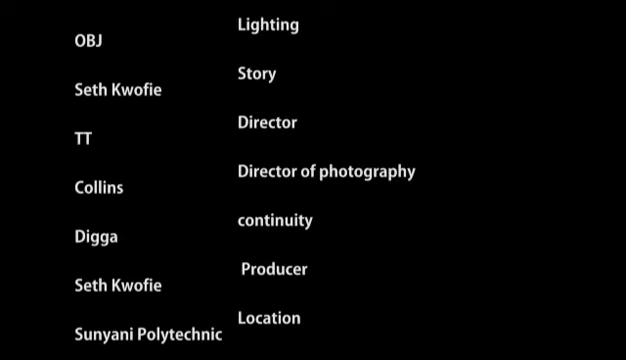 Lighting
OBJ
Story
Seth Kwofie
Director
TT
Director of photography
Collins
continuity
Digga
Producer
Seth Kwofie
Location
Sunyani Polytechnic